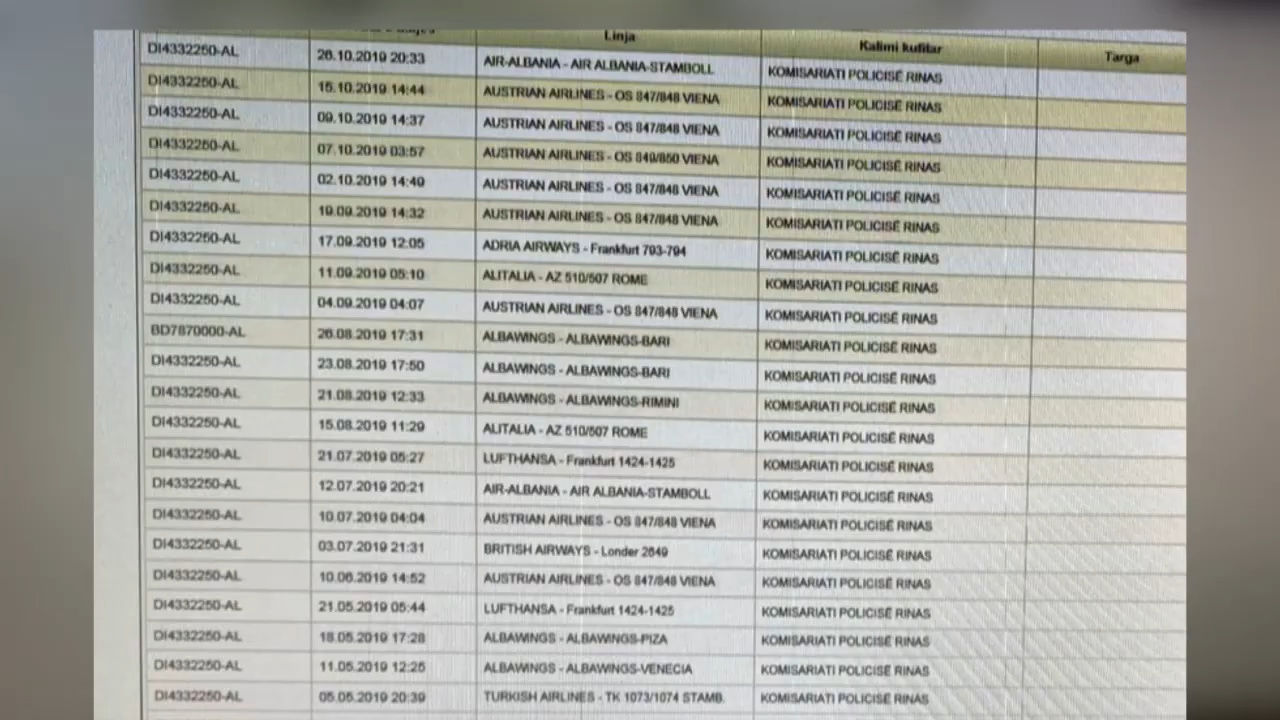 Linja Kalimi kufitar Targa
DI4332250-AL 26.10.2019 20:33 AIR-ALBANIA - AIR ALBANIA-STAMBOLL KOMISARIATI POLICISË RINAS
DI4332250-AL 15.10.2019 14:44 AUSTRIAN AIRLINES - OS 847/848 VIENA KOMISARIATI POLICISË RINAS
DI4332250-AL 09.10.2019 14:37 AUSTRIAN AIRLINES - OS 847/848 VIENA KOMISARIATI POLICISË RINAS
DI4332250-AL 07.10.2019 03:57 AUSTRIAN AIRLINES - OS 849/850 VIENA KOMISARIATI POLICISË RINAS
DI4332250-AL 02.10.2019 14:49 AUSTRIAN AIRLINES - OS 847/848 VIENA KOMISARIATI POLICISË RINAS
DI4332250-AL 19.09.2019 14:32 AUSTRIAN AIRLINES - OS 847/848 VIENA KOMISARIATI POLICISË RINAS
DI4332250-AL 17.09.2019 12:05 ADRIA AIRWAYS - Frankfurt 793-794 KOMISARIATI POLICISË RINAS
DI4332250-AL 11.09.2019 05:10 ALITALIA - AZ 510/507 ROME KOMISARIATI POLICISË RINAS
DI4332250-AL 04.09.2019 04:07 AUSTRIAN AIRLINES - OS 847/848 VIENA KOMISARIATI POLICISË RINAS
BD7870000-AL 26.08.2019 17:31 ALBAWINGS - ALBAWINGS-BARI KOMISARIATI POLICISË RINAS
DI4332250-AL 23.08.2019 17:50 ALBAWINGS - ALBAWINGS-BARI KOMISARIATI POLICISË RINAS
DI4332250-AL 21.08.2019 12:33 ALBAWINGS - ALBAWINGS-RIMINI KOMISARIATI POLICISË RINAS
DI4332250-AL 15.08.2019 11:29 ALITALIA - AZ 510/507 ROME KOMISARIATI POLICISË RINAS
DI4332250-AL 21.07.2019 05:27 LUFTHANSA - Frankfurt 1424-1425 KOMISARIATI POLICISË RINAS
DI4332250-AL 12.07.2019 20:21 AIR-ALBANIA - AIR ALBANIA-STAMBOLL KOMISARIATI POLICISË RINAS
DI4332250-AL 10.07.2019 04:04 AUSTRIAN AIRLINES - OS 847/848 VIENA KOMISARIATI POLICISË RINAS
DI4332250-AL 03.07.2019 21:31 BRITISH AIRWAYS - Londer 2649 KOMISARIATI POLICISË RINAS
DI4332250-AL 10.06.2019 14:52 AUSTRIAN AIRLINES - OS 847/848 VIENA KOMISARIATI POLICISË RINAS
DI4332250-AL 21.05.2019 05:44 LUFTHANSA - Frankfurt 1424-1425 KOMISARIATI POLICISË RINAS
DI4332250-AL 18.05.2019 17:28 ALBAWINGS - ALBAWINGS-PIZA KOMISARIATI POLICISË RINAS
DI4332250-AL 11.05.2019 12:25 ALBAWINGS - ALBAWINGS-VENECIA KOMISARIATI POLICISË RINAS
DI4332250-AL 05.05.2019 20:39 TURKISH AIRLINES - TK 1073/1074 STAMB. KOMISARIATI POLICISË RINAS